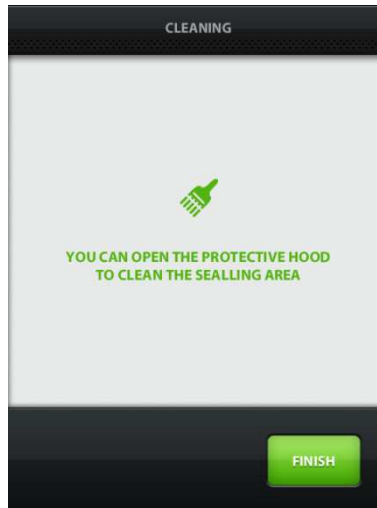 CLEANING
YOU CAN OPEN THE PROTECTIVE HOOD
TO CLEAN THE SEALLING AREA
FINISH